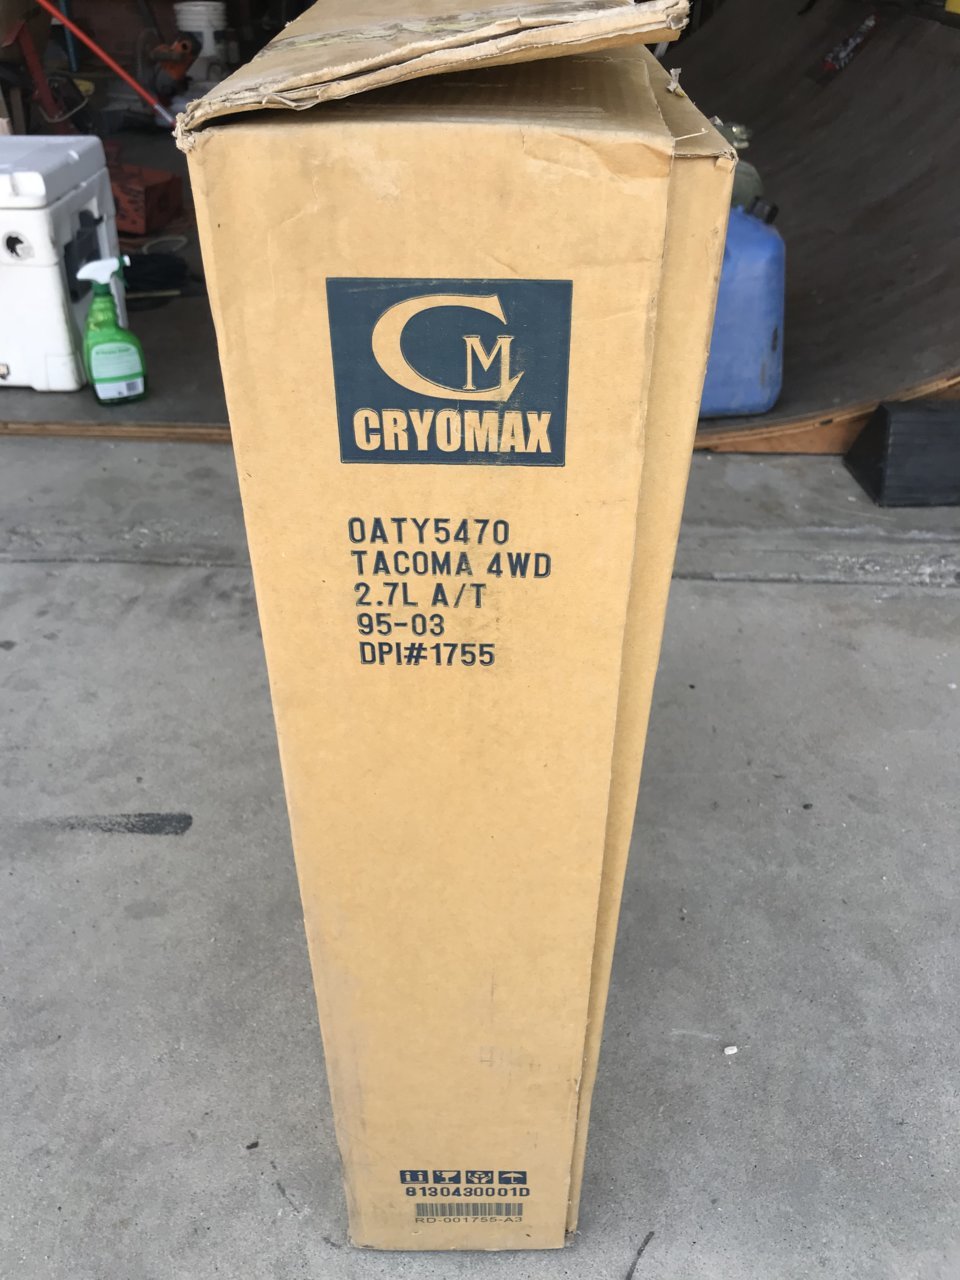 CM
CRYOMAX
OATY5470
TACOMA 4WD
2.7L A/T
95-03
DPI#1755
8130430001D
RD-001755-A3